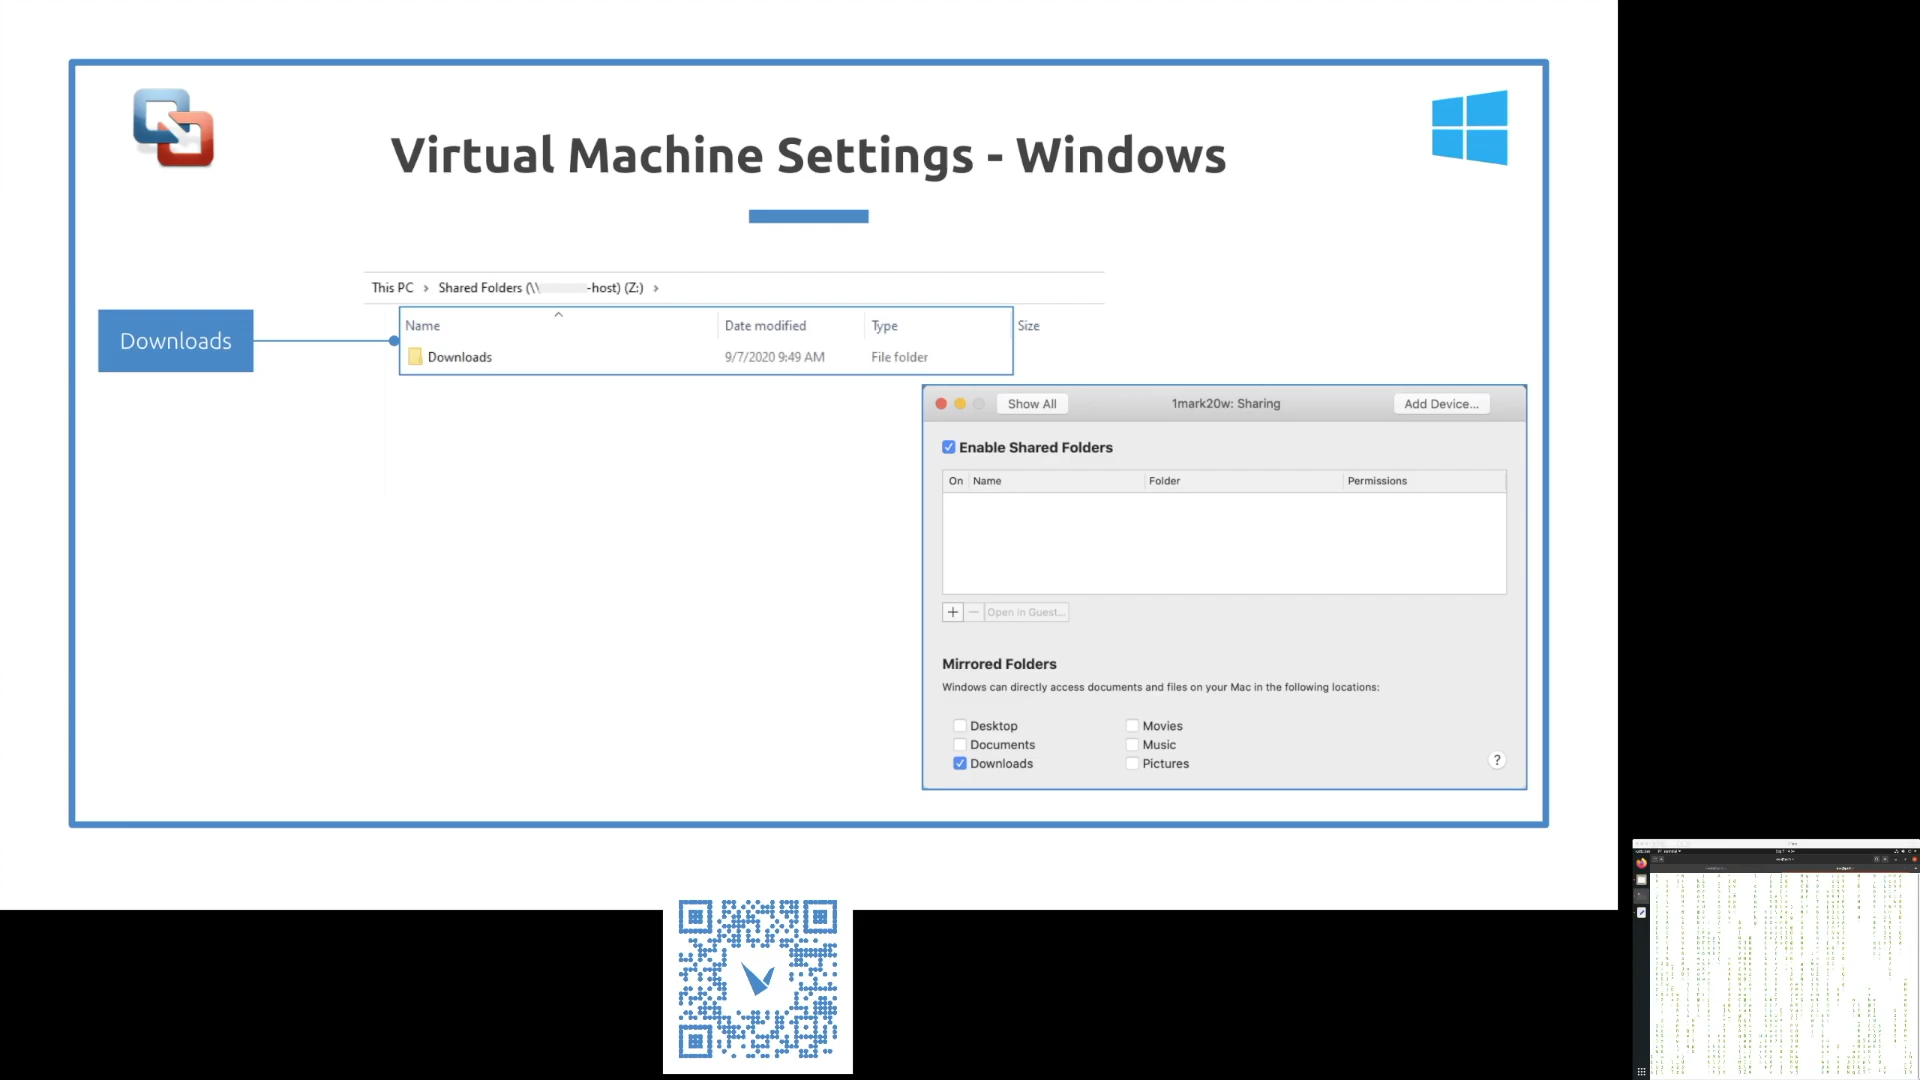 Virtual Machine Settings - Windows
This PC > Shared Folders (\\ -host) (Z:) >
Downloads
Name Date modified Type Size
Downloads 9/7/2020 9:49 AM File folder
Show All 1mark20w: Sharing Add Device...
Enable Shared Folders
On Name Folder Permissions
+ − Open in Guest...
Mirrored Folders
Windows can directly access documents and files on your Mac in the following locations:
Desktop Movies
Documents Music
Downloads Pictures
?